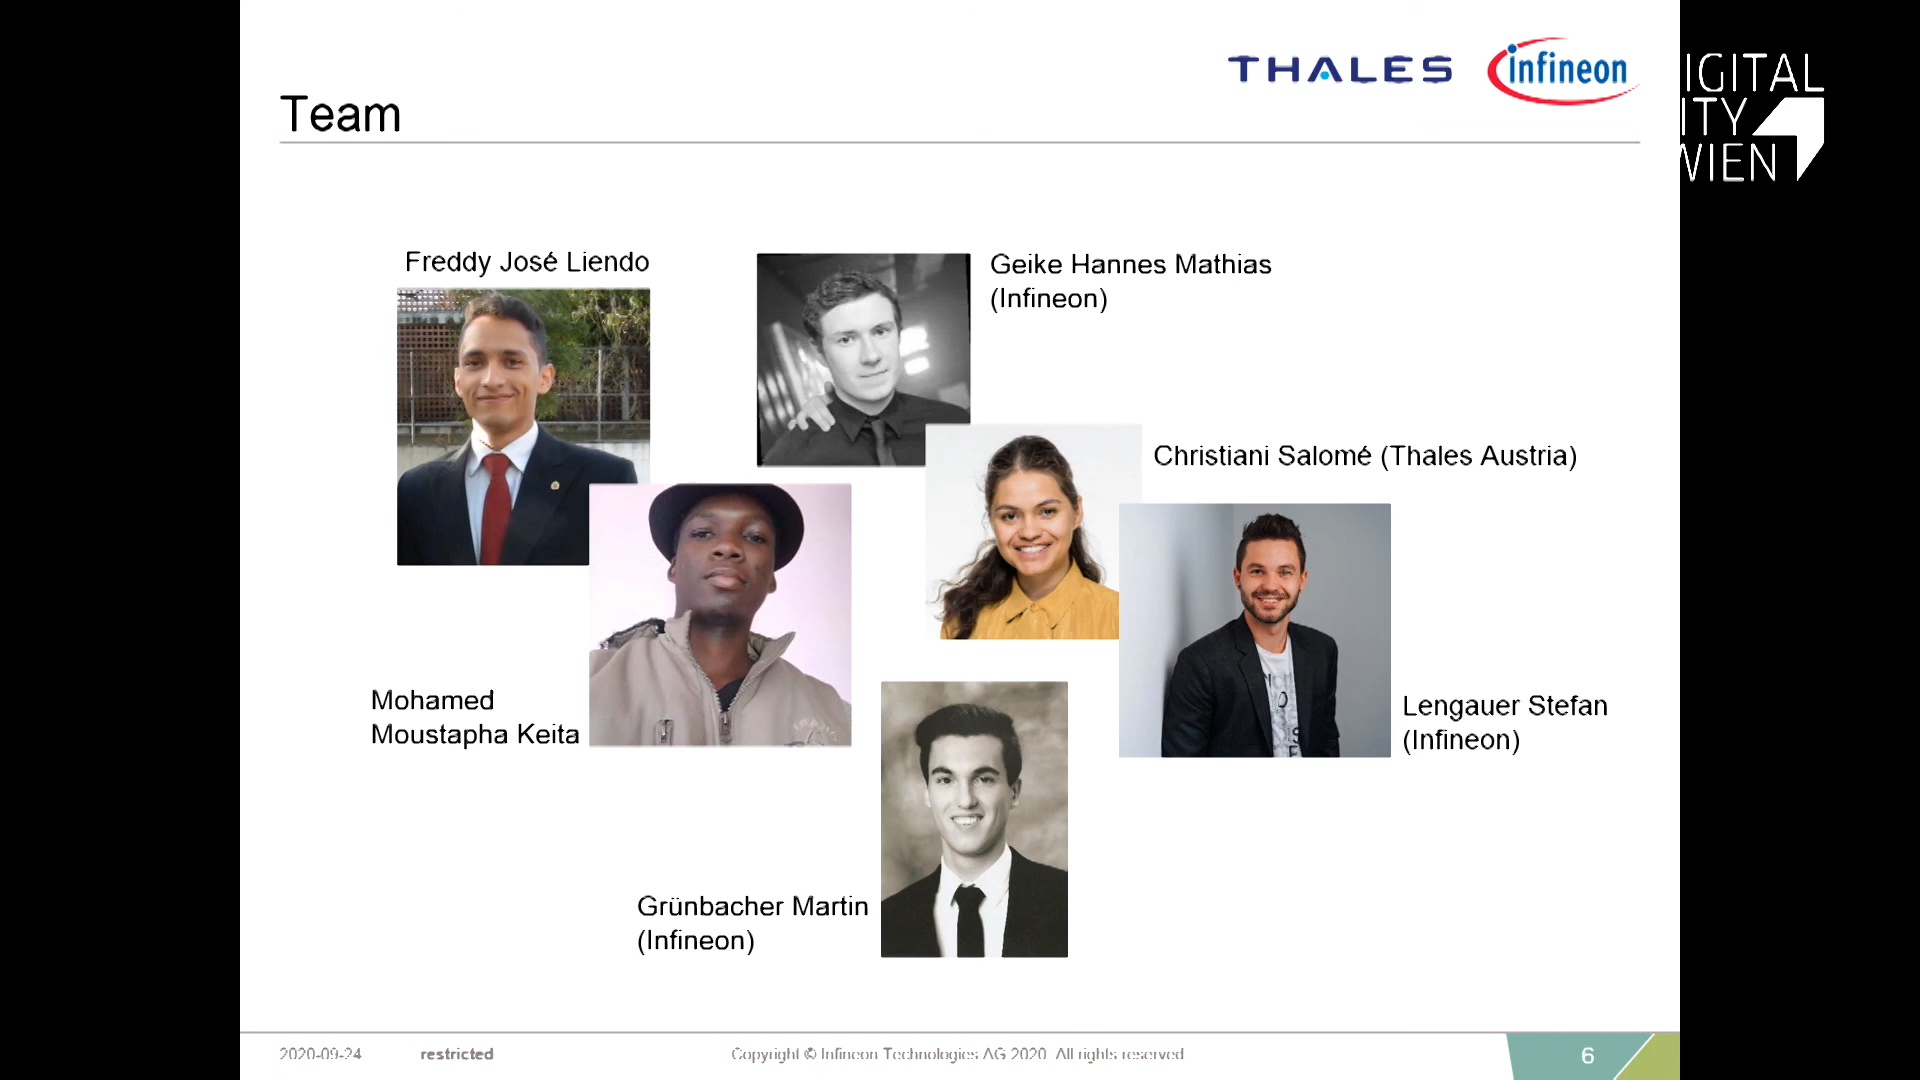 THALES
infineon
IGITAL
ITY
WIEN
Team
Freddy José Liendo
Geike Hannes Mathias
(Infineon)
Christiani Salomé (Thales Austria)
Mohamed
Moustapha Keita
Lengauer Stefan
(Infineon)
Grünbacher Martin
(Infineon)
2020-09-24
restricted
Copyright © Infineon Technologies AG 2020. All rights reserved.
6